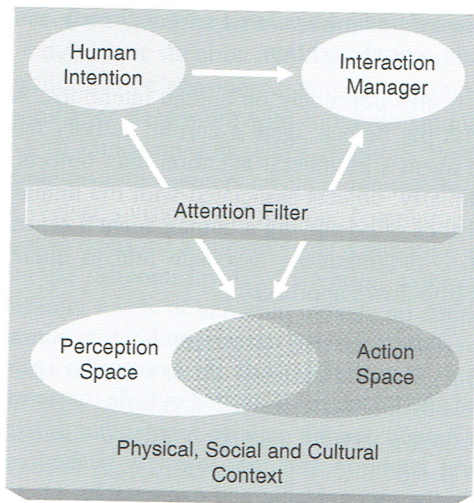 Human
Intention
Interaction
Manager
Attention Filter
Perception
Space
Action
Space
Physical, Social and Cultural
Context